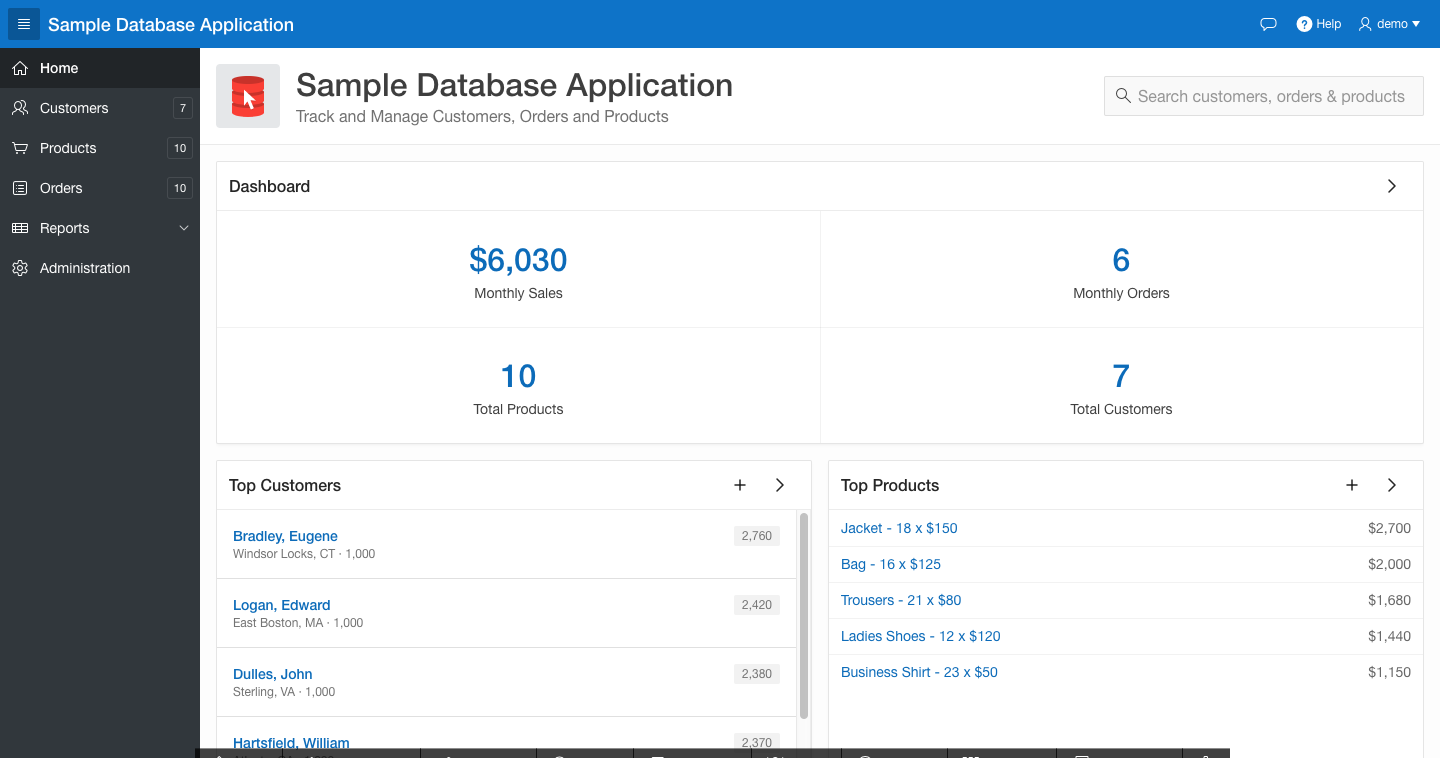 Sample Database Application
Help
demo
Home
Customers 7
Products 10
Orders 10
Reports
Administration
Sample Database Application
Track and Manage Customers, Orders and Products
Search customers, orders & products
Dashboard
$6,030
Monthly Sales
6
Monthly Orders
10
Total Products
7
Total Customers
Top Customers
Bradley, Eugene 2,760
Windsor Locks, CT · 1,000
Logan, Edward 2,420
East Boston, MA · 1,000
Dulles, John 2,380
Sterling, VA · 1,000
Hartsfield, William 2,370
Top Products
Jacket - 18 x $150 $2,700
Bag - 16 x $125 $2,000
Trousers - 21 x $80 $1,680
Ladies Shoes - 12 x $120 $1,440
Business Shirt - 23 x $50 $1,150